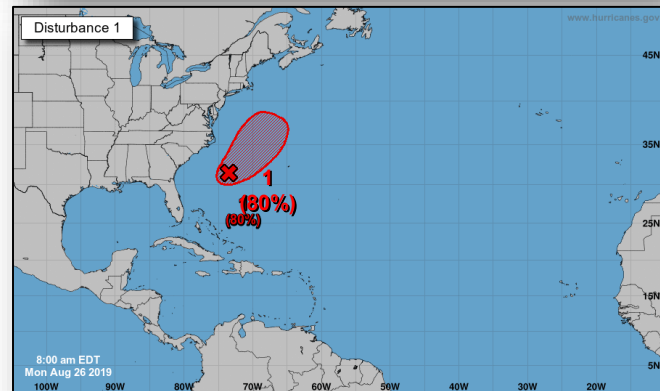 Disturbance 1
www.hurricanes.gov
45N
35N
1
(80%)
(80%)
25N
15N
8:00 am EDT
Mon Aug 26 2019
5N
100W 90W 80W 70W 60W 50W 40W 30W 20W